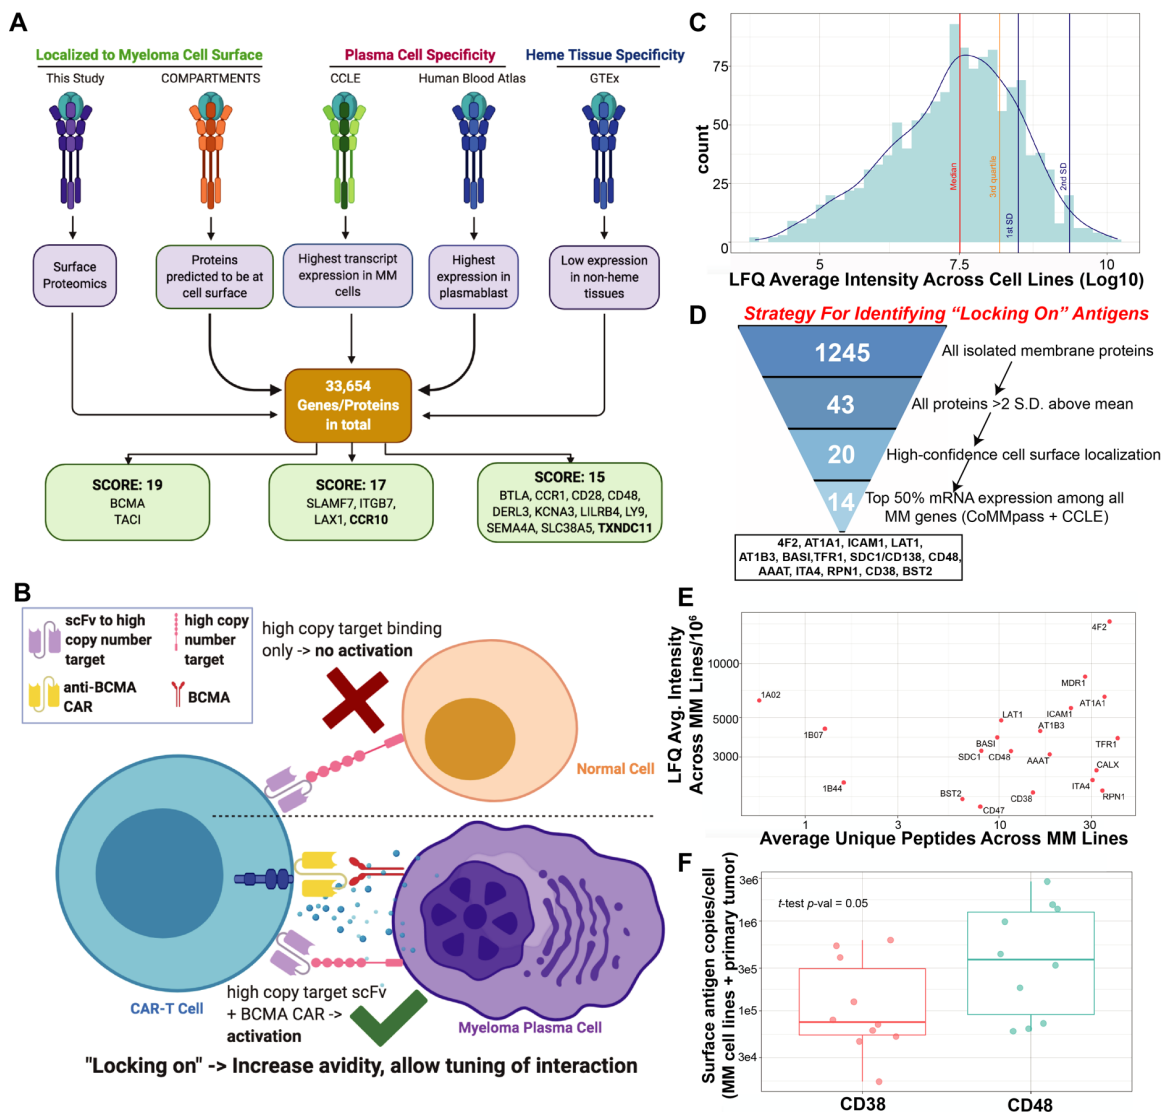 A
Localized to Myeloma Cell Surface
Plasma Cell Specificity
Heme Tissue Specificity
This Study
COMPARTMENTS
CCLE
Human Blood Atlas
GTEx
Surface
Proteomics
Proteins
predicted to be at
cell surface
Highest transcript
expression in MM
cells
Highest
expression in
plasmablast
Low expression
in non-heme
tissues
33,654
Genes/Proteins
in total
SCORE: 19
BCMA
TACI
SCORE: 17
SLAMF7, ITGB7,
LAX1, CCR10
SCORE: 15
BTLA, CCR1, CD28, CD48,
DERL3, KCNA3, LILRB4, LY9,
SEMA4A, SLC38A5, TXNDC11
B
scFv to high
copy number
target
high copy
number
target
anti-BCMA
CAR
BCMA
high copy target binding
only -> no activation
Normal Cell
CAR-T Cell
high copy target scFv
+ BCMA CAR ->
activation
Myeloma Plasma Cell
"Locking on" -> Increase avidity, allow tuning of interaction
C
count
75
50
25
0
Median
3rd quartile
1st SD
2nd SD
5
7.5
10
LFQ Average Intensity Across Cell Lines (Log10)
D
Strategy For Identifying “Locking On” Antigens
1245
All isolated membrane proteins
43
All proteins >2 S.D. above mean
20
High-confidence cell surface localization
14
Top 50% mRNA expression among all
MM genes (CoMMpass + CCLE)
4F2, AT1A1, ICAM1, LAT1,
AT1B3, BASI,TFR1, SDC1/CD138, CD48,
AAAT, ITA4, RPN1, CD38, BST2
E
LFQ Avg. Intensity
Across MM Lines/10⁶
10000
5000
3000
4F2
MDR1
1A02
AT1A1
ICAM1
LAT1
AT1B3
1B07
BASI
TFR1
SDC1
CD48
AAAT
CALX
1B44
ITA4
BST2
CD38
RPN1
CD47
1
3
10
30
Average Unique Peptides Across MM Lines
F
Surface antigen copies/cell
(MM cell lines + primary tumor)
3e6
1e6
3e5
1e5
3e4
t-test p-val = 0.05
CD38
CD48